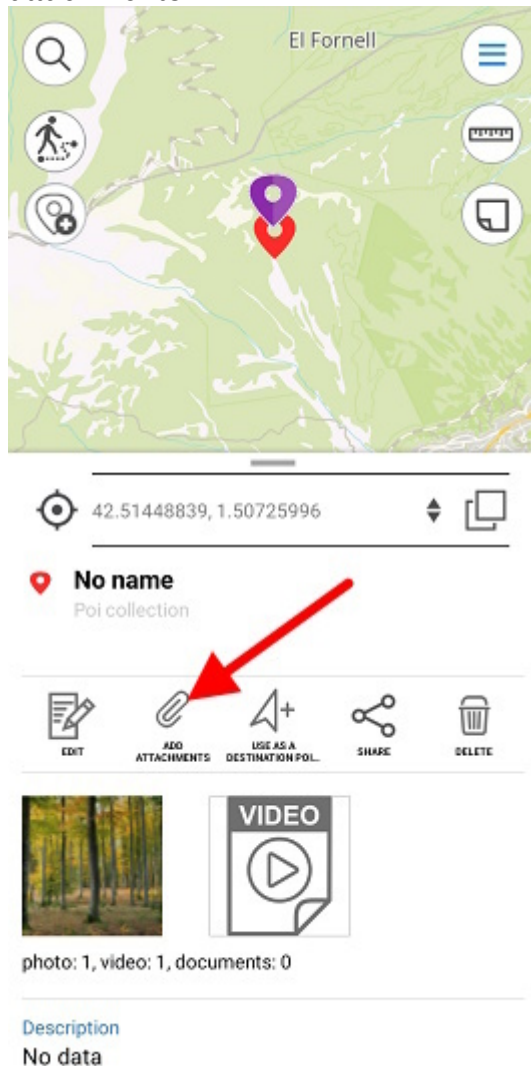 El Fornell
42.51448839, 1.50725996
No name
Poi collection
EDIT
ADD
ATTACHMENTS
USE AS A
DESTINATION POI...
SHARE
DELETE
VIDEO
photo: 1, video: 1, documents: 0
Description
No data